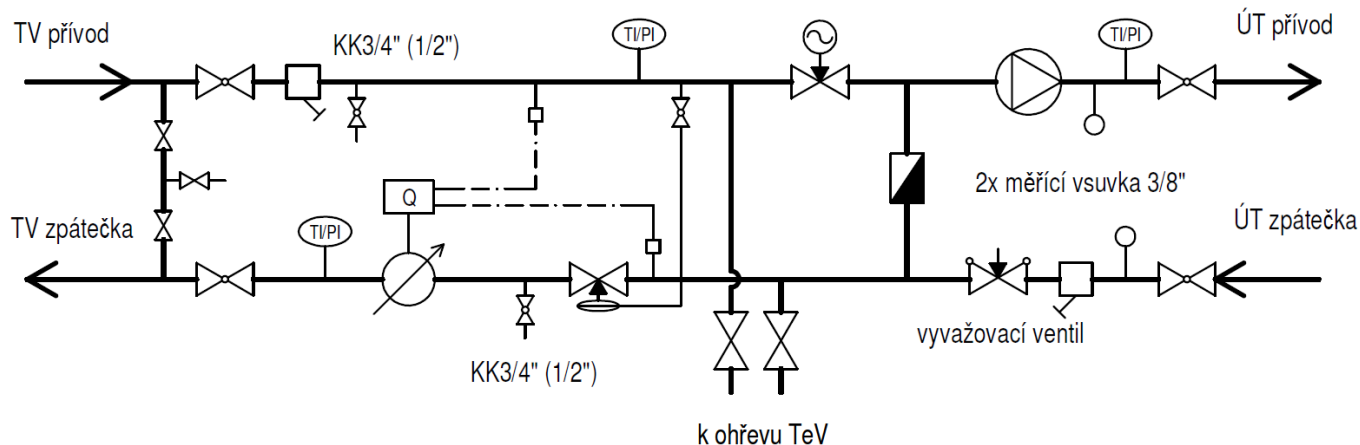 TV přívod
KK3/4" (1/2")
TI/PI
TI/PI
ÚT přívod
2x měřící vsuvka 3/8"
Q
TV zpátečka
TI/PI
ÚT zpátečka
vyvažovací ventil
KK3/4" (1/2")
k ohřevu TeV